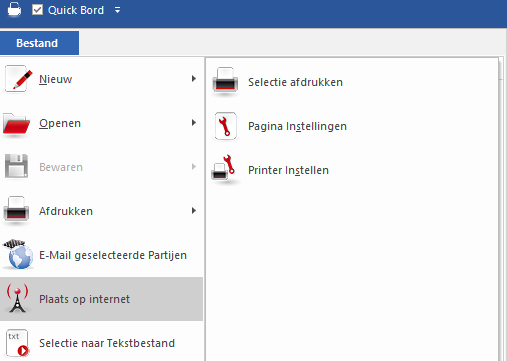 Quick Bord
Bestand
Nieuw
Openen
Bewaren
Afdrukken
E-Mail geselecteerde Partijen
Plaats op internet
txt
Selectie naar Tekstbestand
Selectie afdrukken
Pagina Instellingen
Printer Instellen